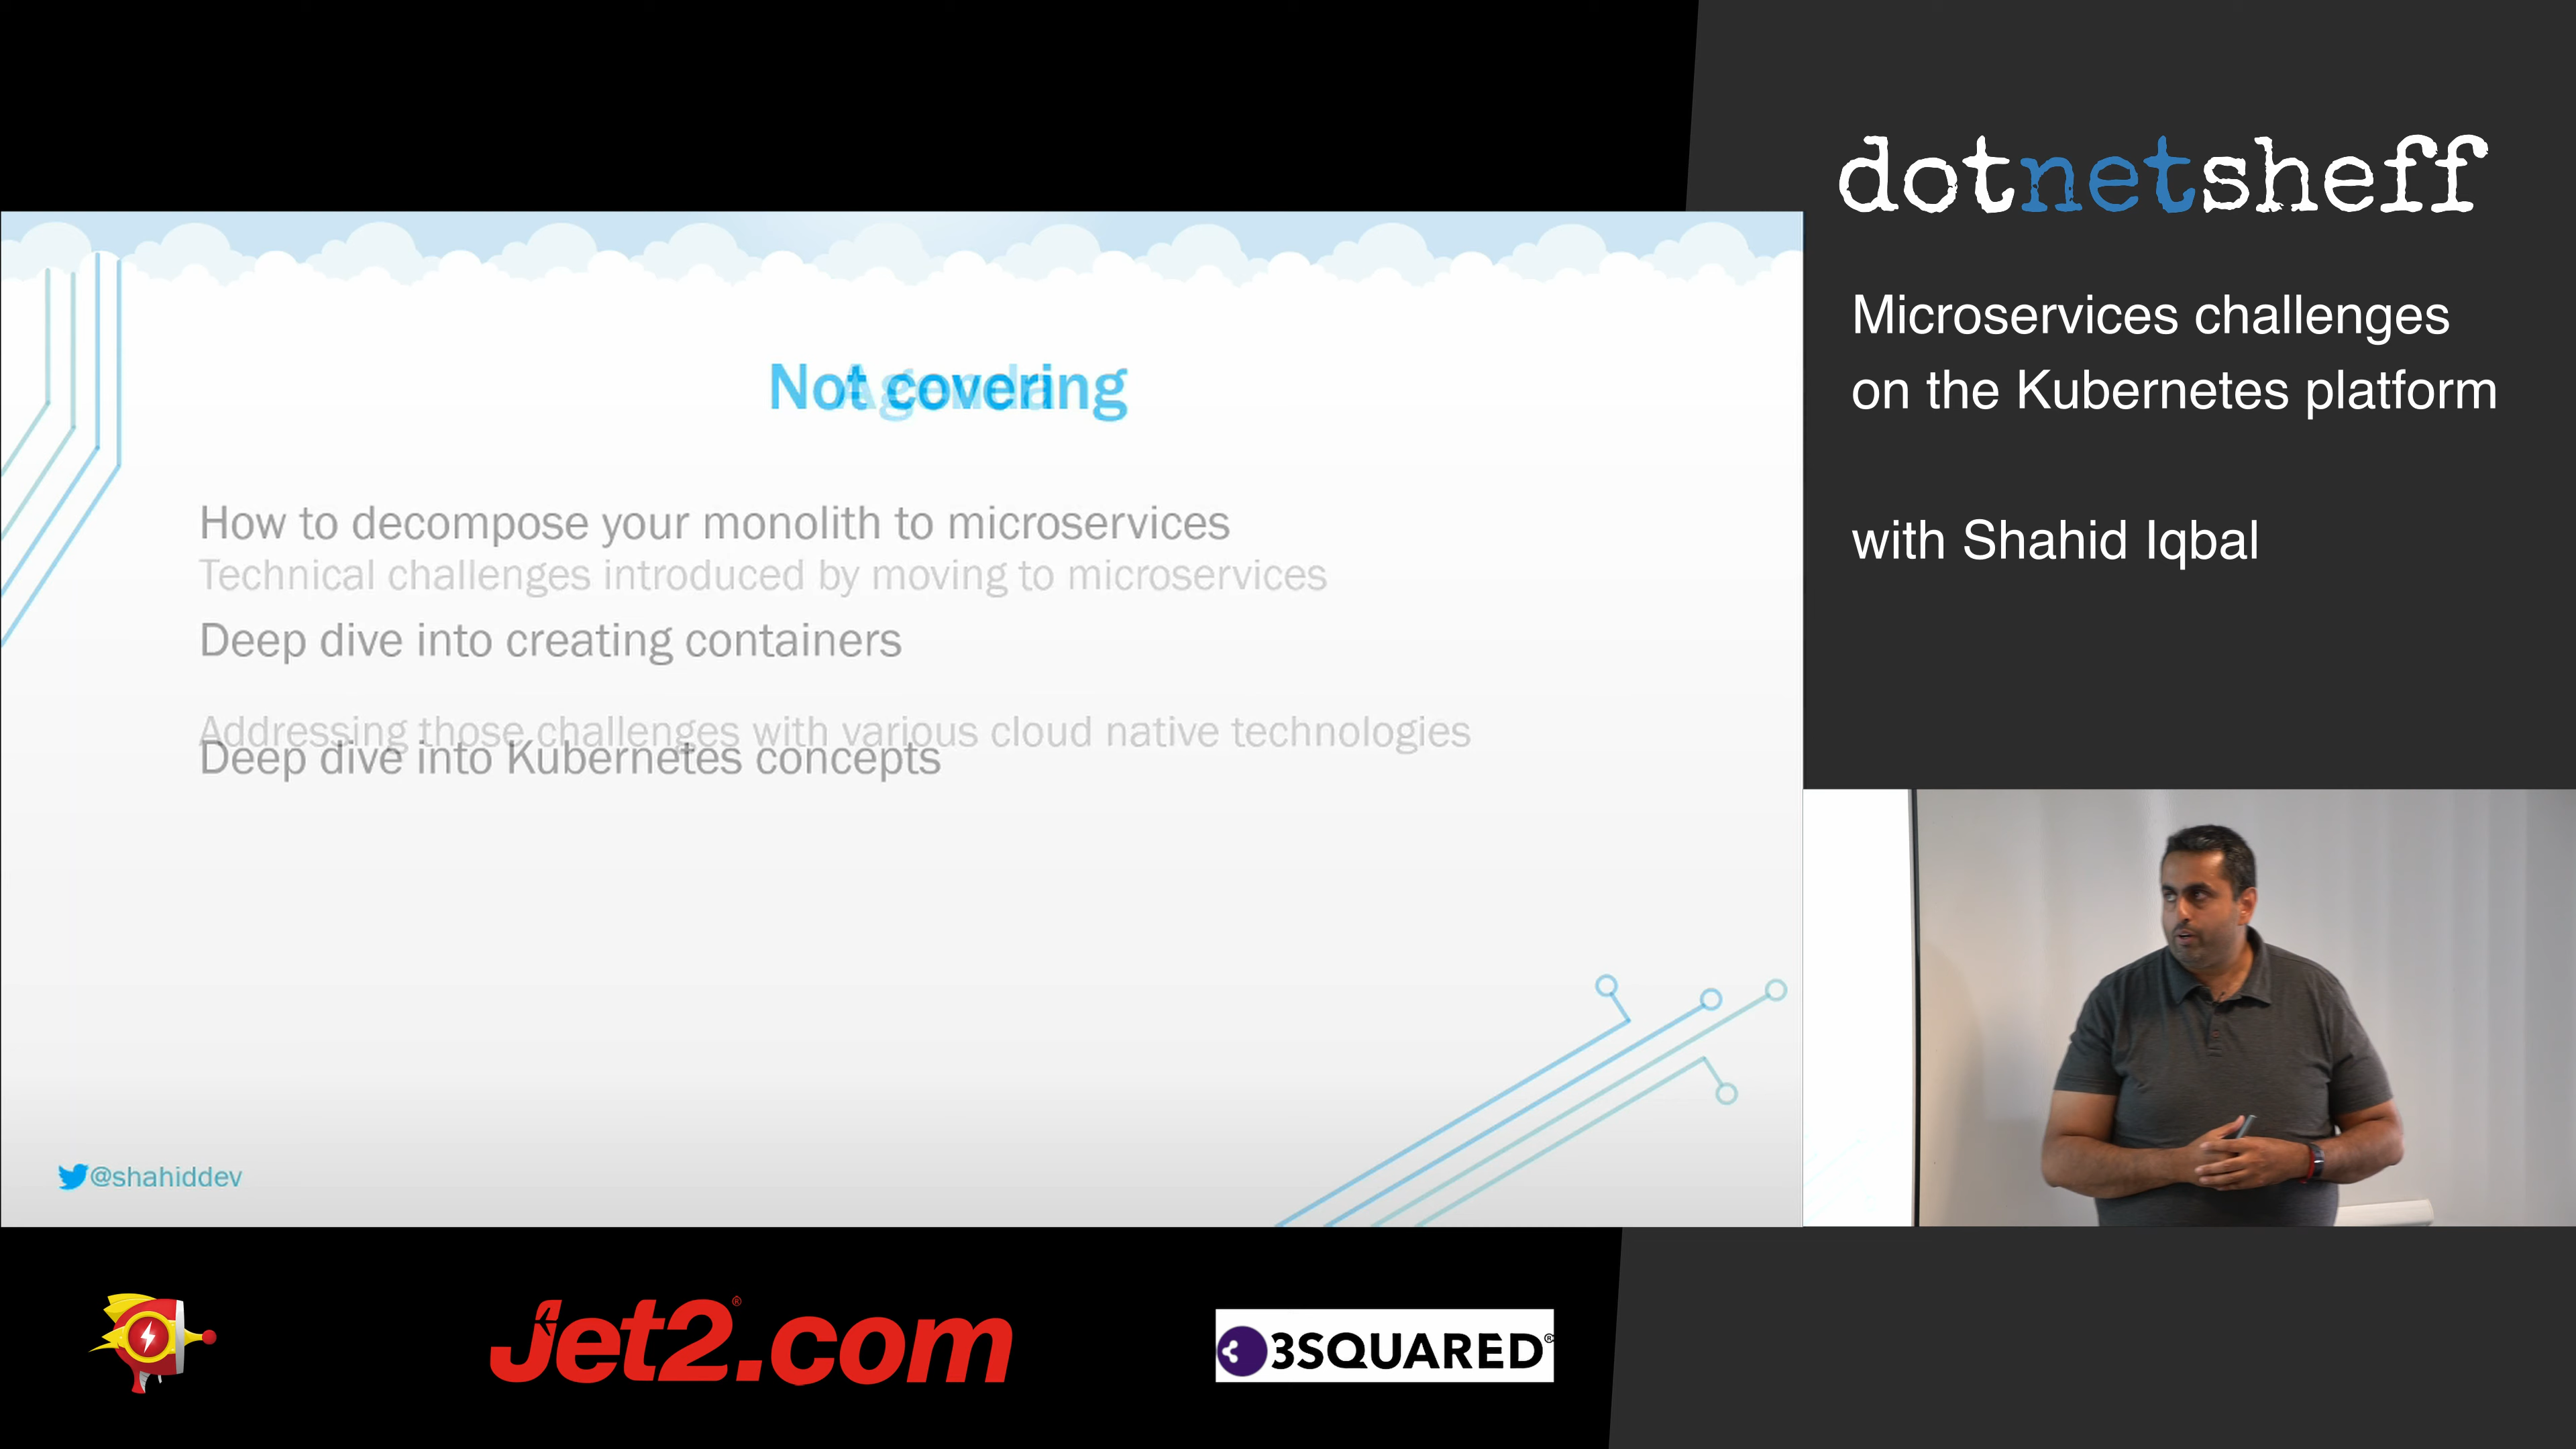 dotnetsheff
Microservices challenges
on the Kubernetes platform
with Shahid Iqbal
Not covering
Agenda
How to decompose your monolith to microservices
Technical challenges introduced by moving to microservices
Deep dive into creating containers
Addressing those challenges with various cloud native technologies
Deep dive into Kubernetes concepts
@shahiddev
Jet2.com®
3SQUARED®